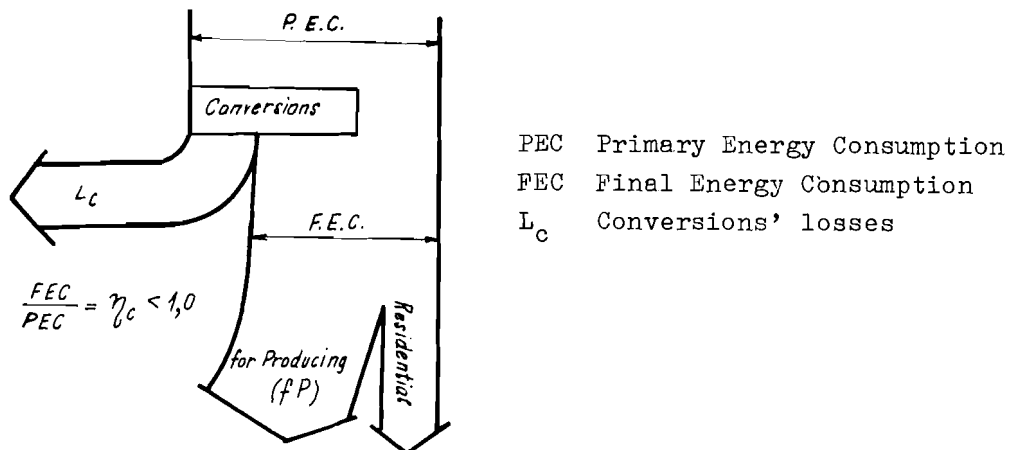 P. E. C.
Conversions
PEC Primary Energy Consumption
FEC Final Energy Consumption
L_c Conversions' losses
L_C
F.E.C.
FEC/PEC = η_c < 1,0
Residential
for Producing
(fP)